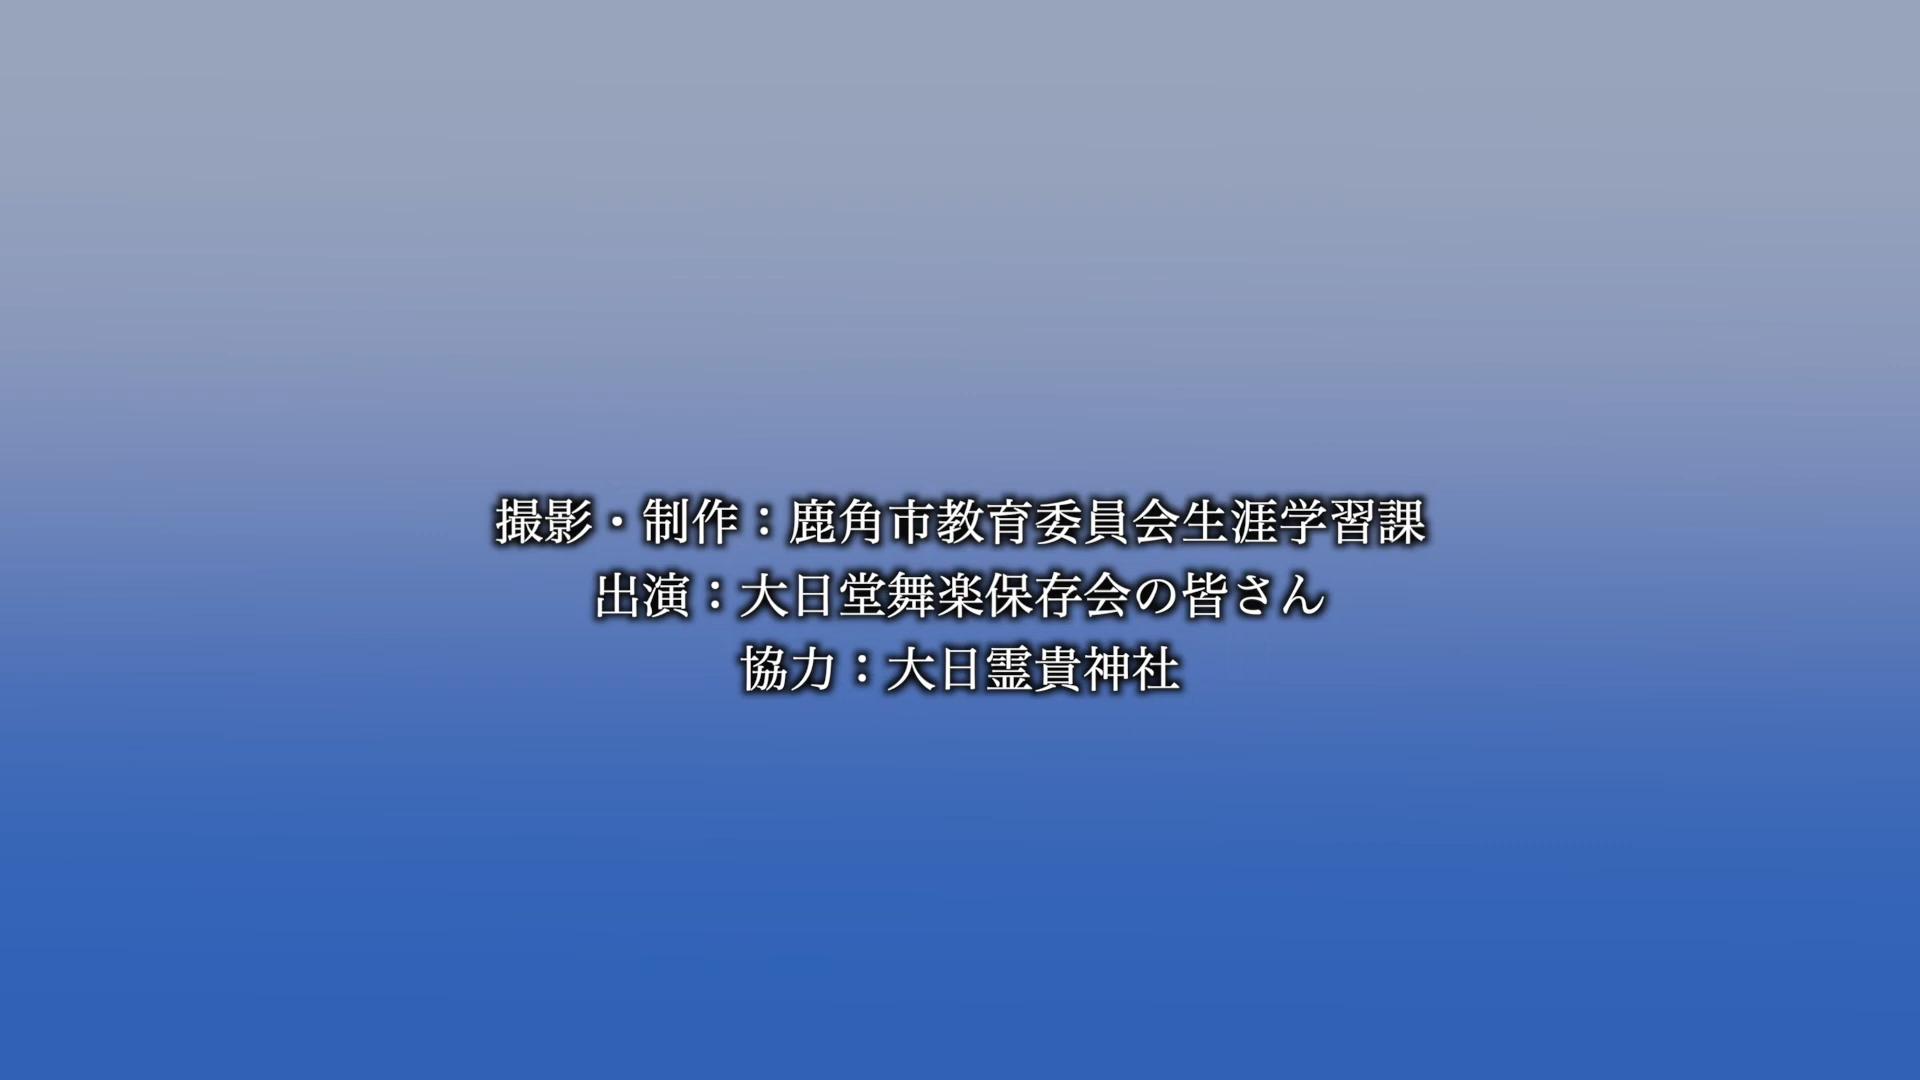 撮影・制作：鹿角市教育委員会生涯学習課
出演：大日堂舞楽保存会の皆さん
協力：大日霊貴神社